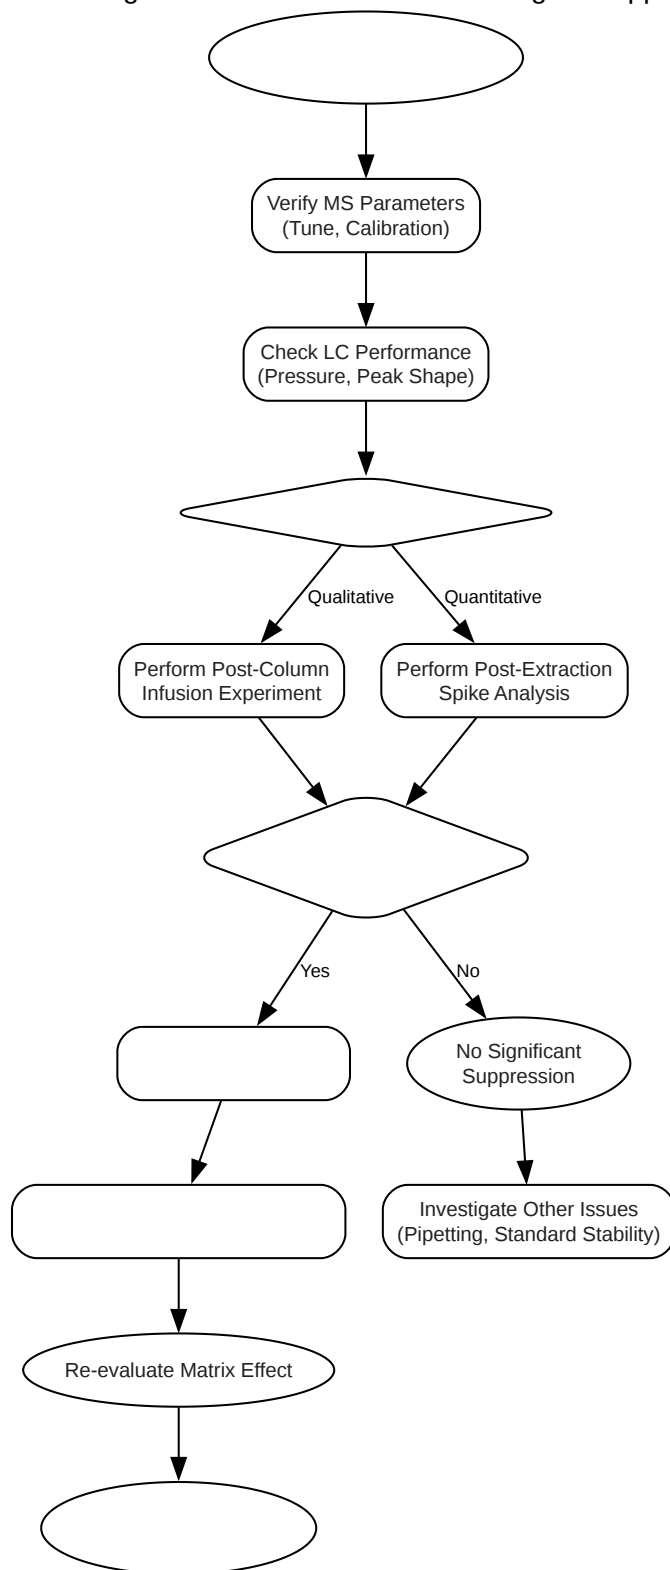 Verify MS Parameters
(Tune, Calibration)
Check LC Performance
(Pressure, Peak Shape)
Qualitative
Quantitative
Perform Post-Column
Infusion Experiment
Perform Post-Extraction
Spike Analysis
Yes
No
No Significant
Suppression
Investigate Other Issues
(Pipetting, Standard Stability)
Re-evaluate Matrix Effect